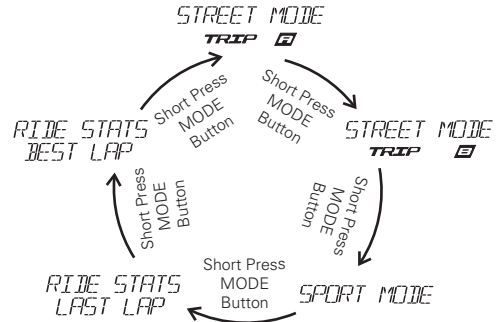 STREET MODE
TRIP A
Short Press
MODE
Button
STREET MODE
TRIP B
Short Press
MODE
Button
SPORT MODE
Short Press
MODE
Button
RIDE STATS
LAST LAP
Short Press
MODE
Button
RIDE STATS
BEST LAP
Short Press
MODE
Button